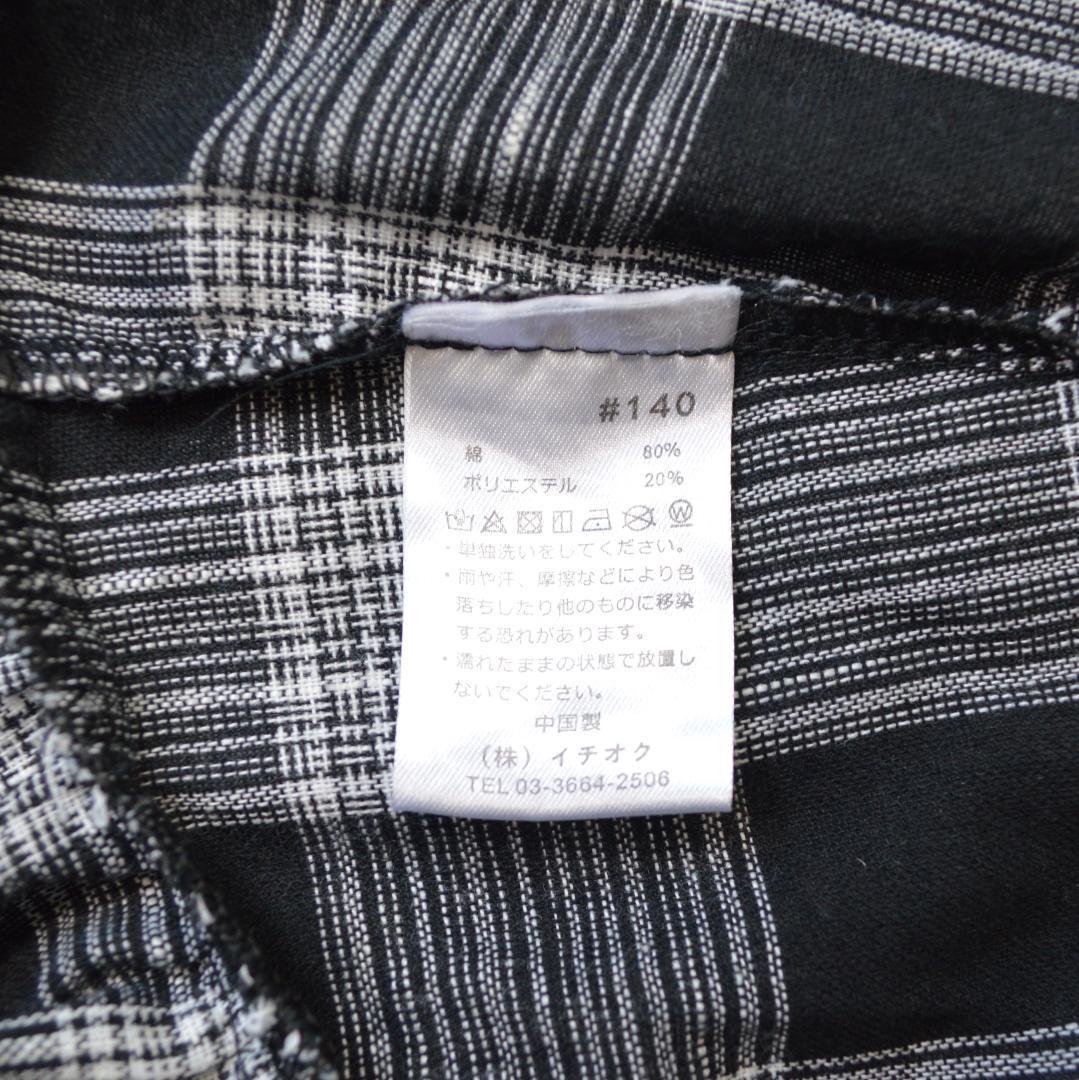 #140
綿 80%
ポリエステル 20%
・単独洗いをしてください。
・雨や汗、摩擦などにより色
落ちしたり他のものに移染
する恐れがあります。
・濡れたままの状態で放置し
ないでください。
中国製
(株)イチオク
TEL 03-3664-2506